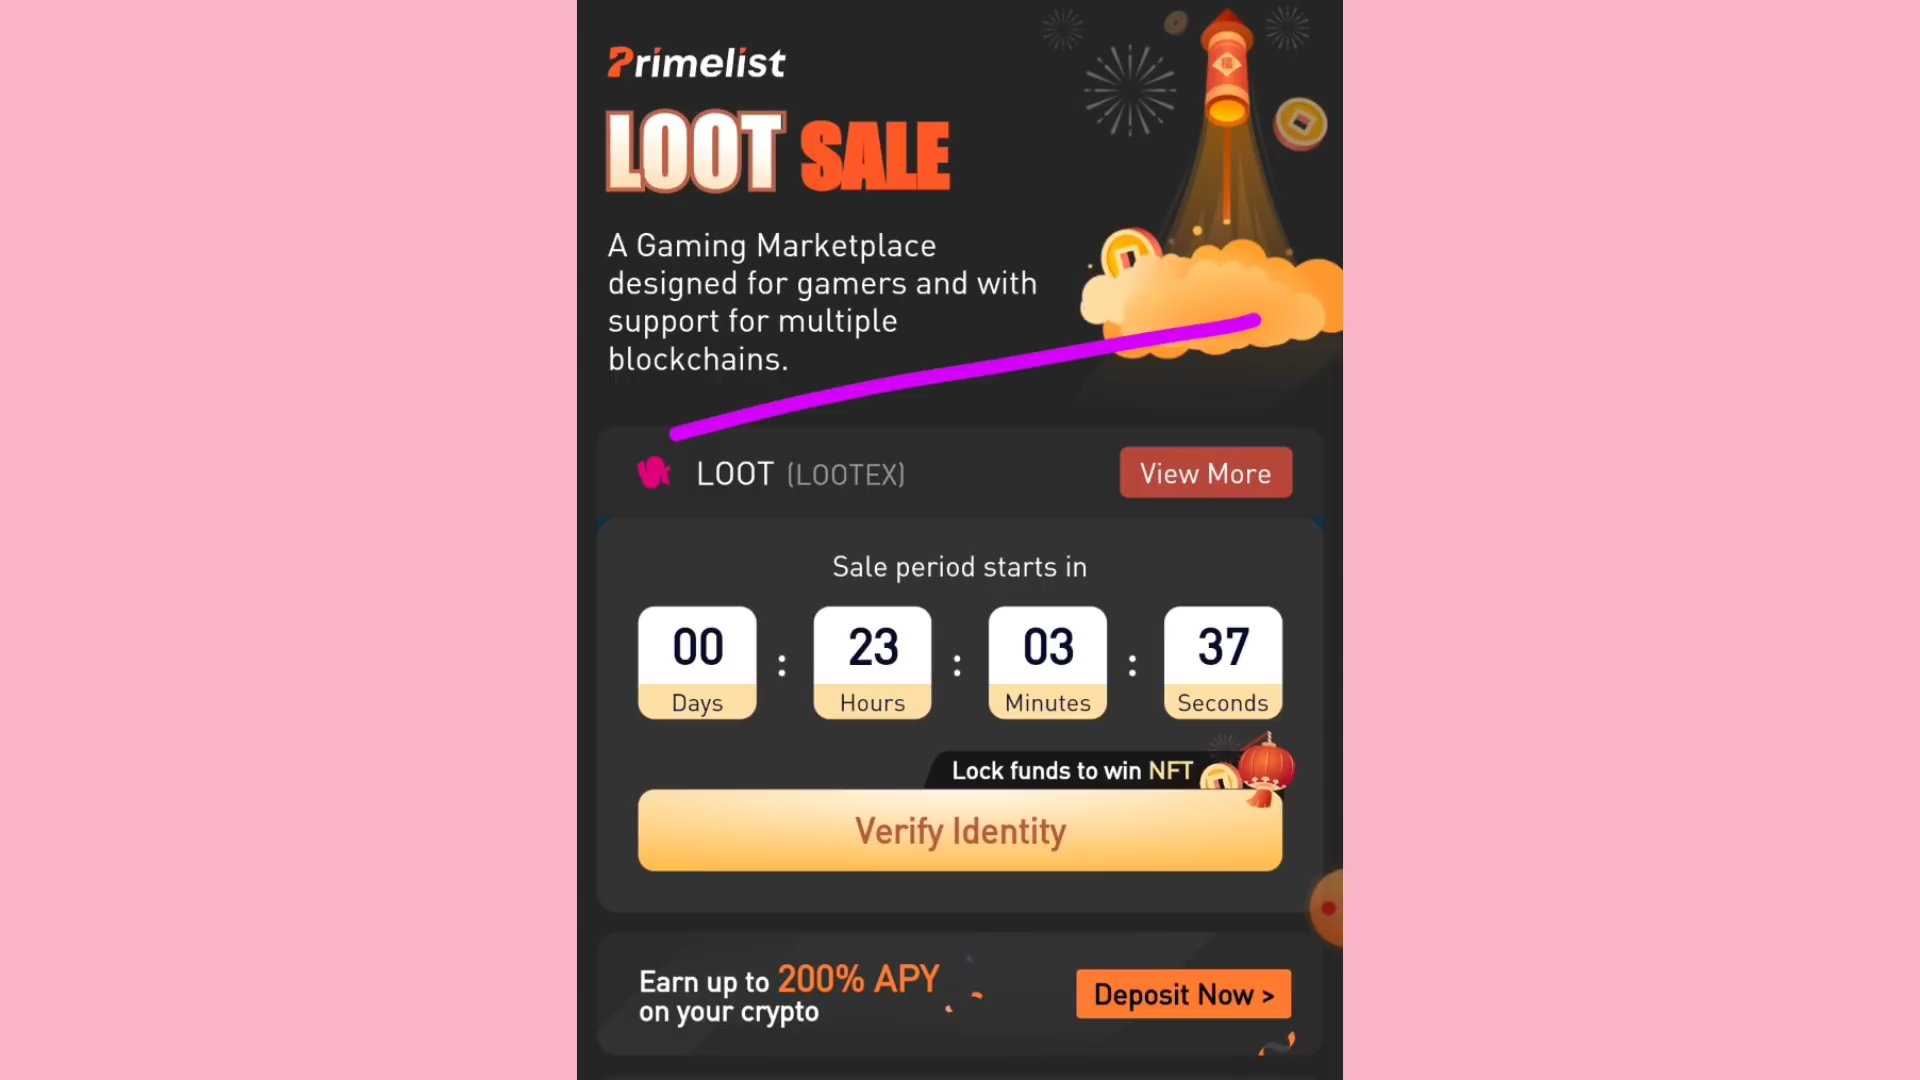 Primelist
LOOT SALE
A Gaming Marketplace
designed for gamers and with
support for multiple
blockchains.
LOOT (LOOTEX)
View More
Sale period starts in
00 : 23 : 03 : 37
Days Hours Minutes Seconds
Lock funds to win NFT
Verify Identity
Earn up to 200% APY
on your crypto
Deposit Now >
福